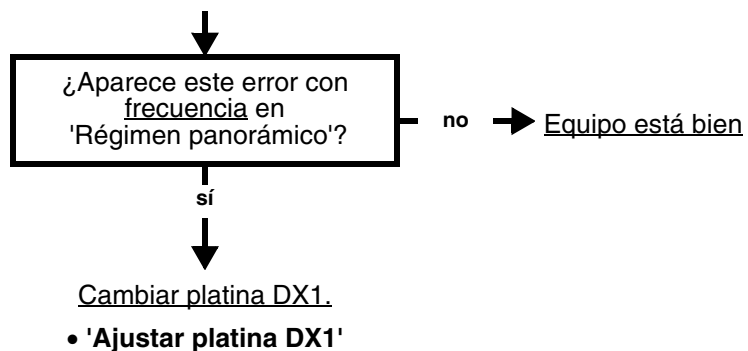 ¿Aparece este error con
frecuencia en
'Régimen panorámico'?
no
Equipo está bien
sí
Cambiar platina DX1.
• 'Ajustar platina DX1'